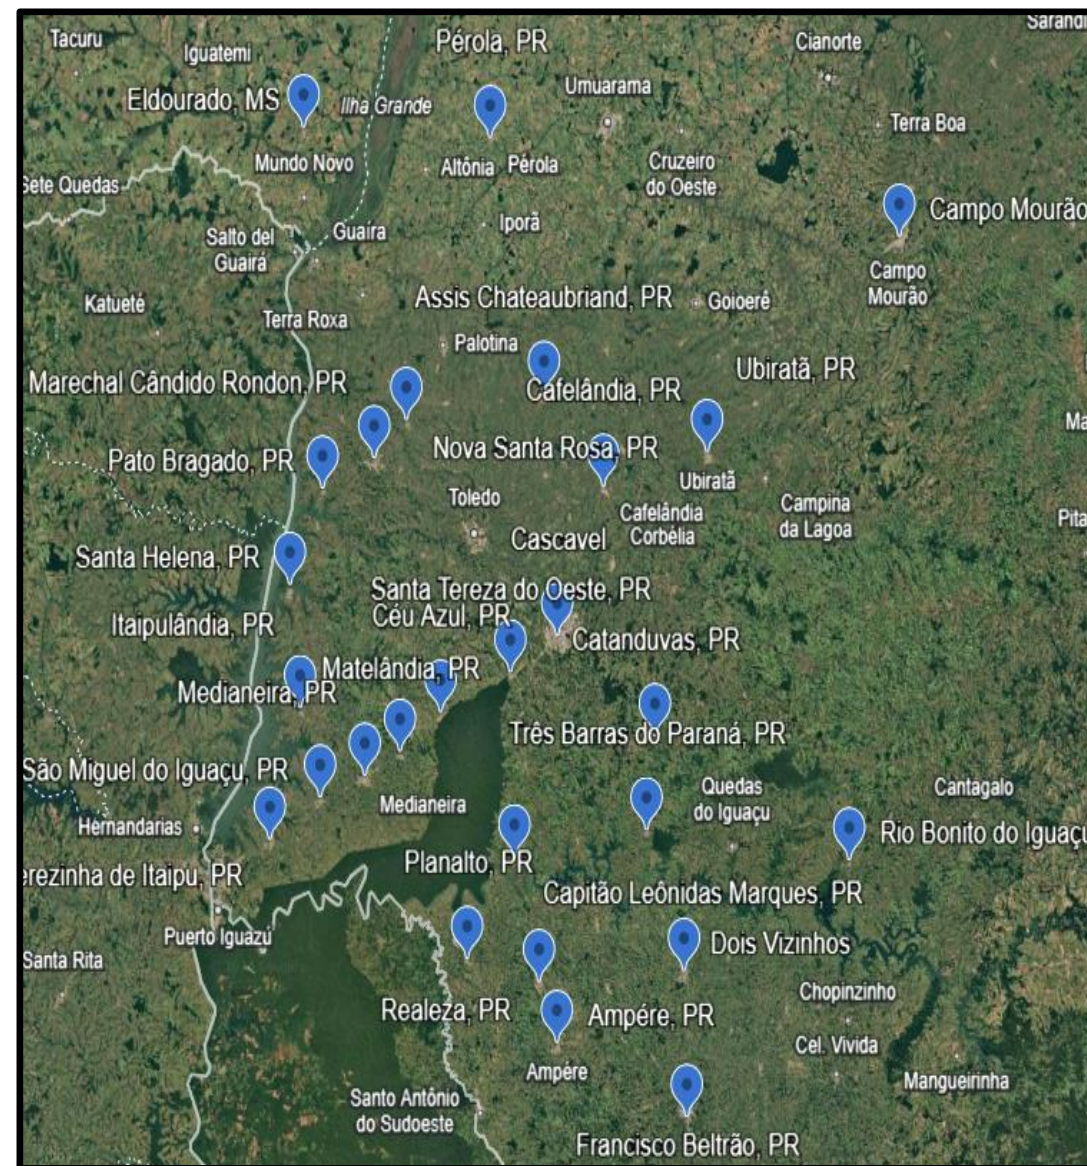 Sarandi
Tacuru
Iguatemi
Pérola, PR
Cianorte
Eldourado, MS
Ilha Grande
Umuarama
Terra Boa
Mundo Novo
Altônia
Pérola
Cruzeiro
do Oeste
Sete Quedas
Salto del
Guairá
Guaíra
Iporã
Campo Mourão
Campo
Mourão
Katueté
Terra Roxa
Assis Chateaubriand, PR
Goioerê
Palotina
Marechal Cândido Rondon, PR
Cafelândia, PR
Ubiratã, PR
Ma
Pato Bragado, PR
Nova Santa Rosa, PR
Ubiratã
Toledo
Cafelândia
Corbélia
Campina
da Lagoa
Pita
Cascavel
Santa Helena, PR
Santa Tereza do Oeste, PR
Céu Azul, PR
Itaipulândia, PR
Catanduvas, PR
Matelândia, PR
Medianeira, PR
Três Barras do Paraná, PR
São Miguel do Iguaçu, PR
Medianeira
Quedas
do Iguaçu
Cantagalo
Hernandarias
Rio Bonito do Iguaçu
erezinha de Itaipu, PR
Planalto, PR
Capitão Leônidas Marques, PR
Puerto Iguazú
Santa Rita
Dois Vizinhos
Chopinzinho
Realeza, PR
Ampére, PR
Cel. Vivida
Ampére
Mangueirinha
Santo Antônio
do Sudoeste
Francisco Beltrão, PR